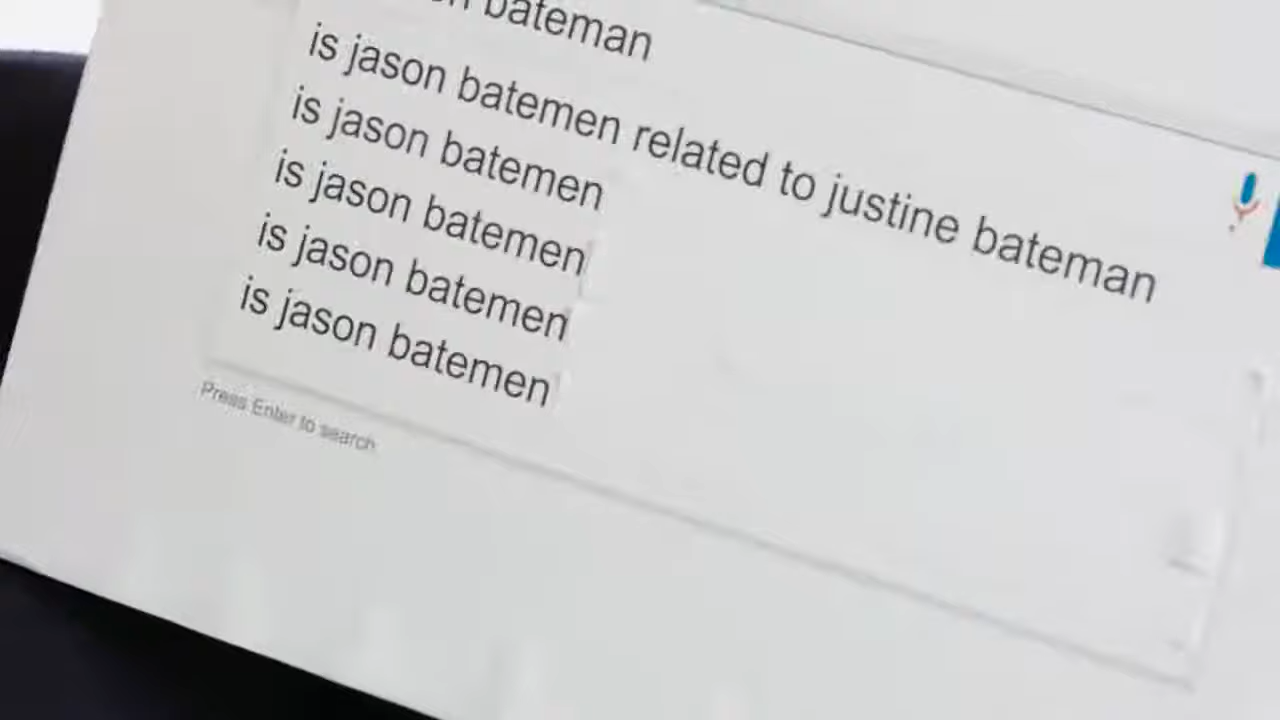 bateman
is jason batemen related to justine bateman
is jason batemen
is jason batemen
is jason batemen
is jason batemen
Press Enter to search